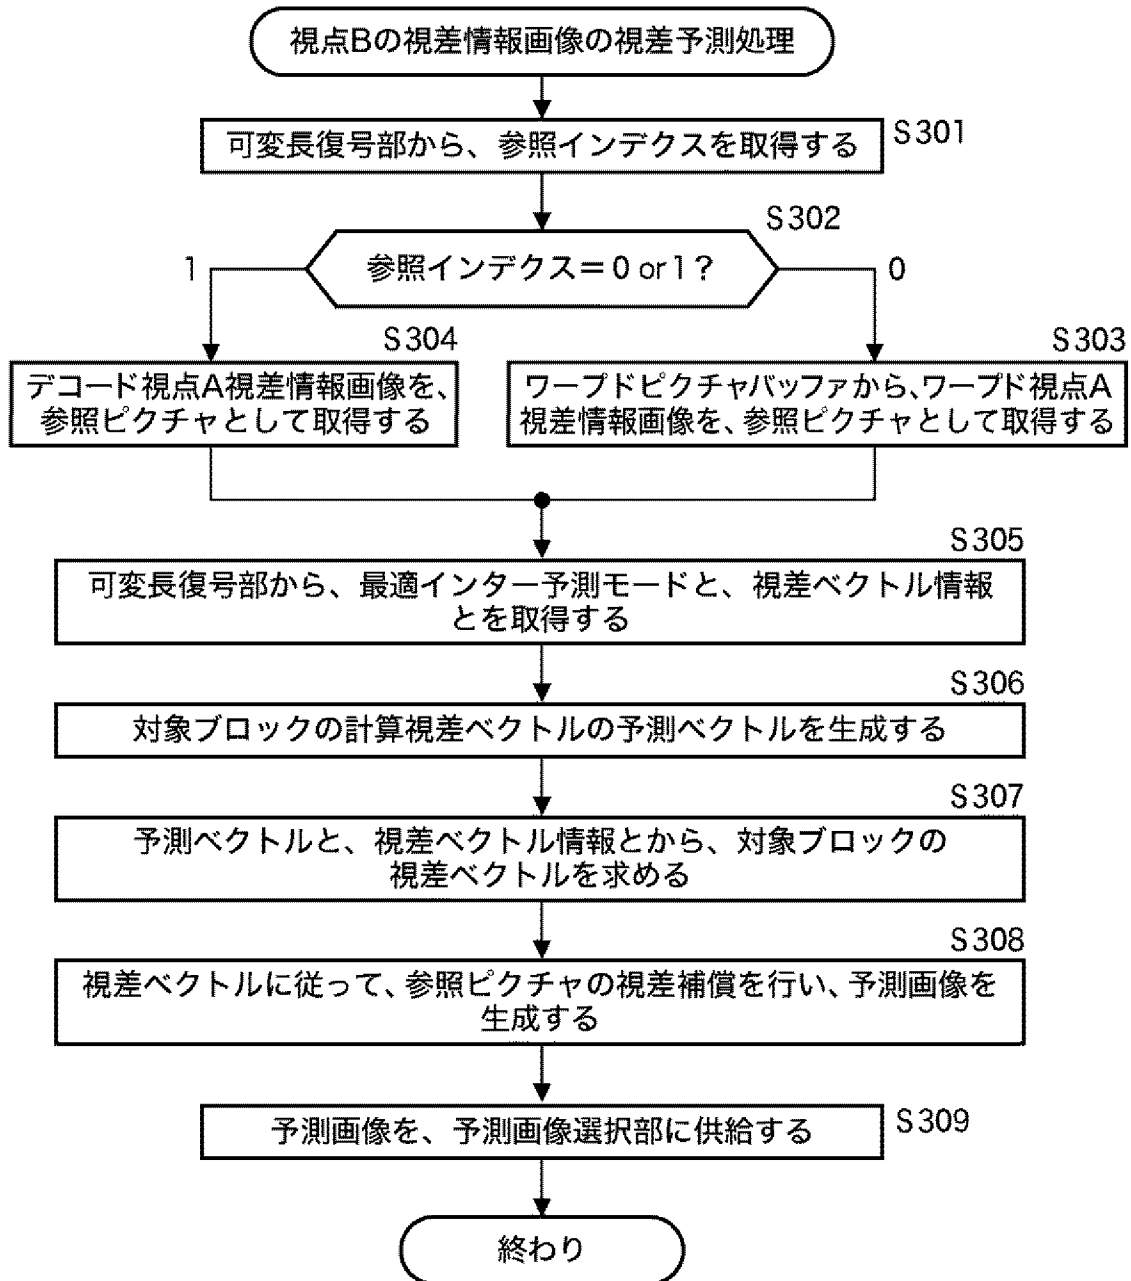 視点Bの視差情報画像の視差予測処理
可変長復号部から、参照インデクスを取得する
S301
S302
参照インデクス=0 or 1?
1
0
S304
デコード視点A視差情報画像を、
参照ピクチャとして取得する
S303
ワープドピクチャバッファから、ワープド視点A
視差情報画像を、参照ピクチャとして取得する
S305
可変長復号部から、最適インター予測モードと、視差ベクトル情報
とを取得する
S306
対象ブロックの計算視差ベクトルの予測ベクトルを生成する
S307
予測ベクトルと、視差ベクトル情報とから、対象ブロックの
視差ベクトルを求める
S308
視差ベクトルに従って、参照ピクチャの視差補償を行い、予測画像を
生成する
予測画像を、予測画像選択部に供給する
S309
終わり